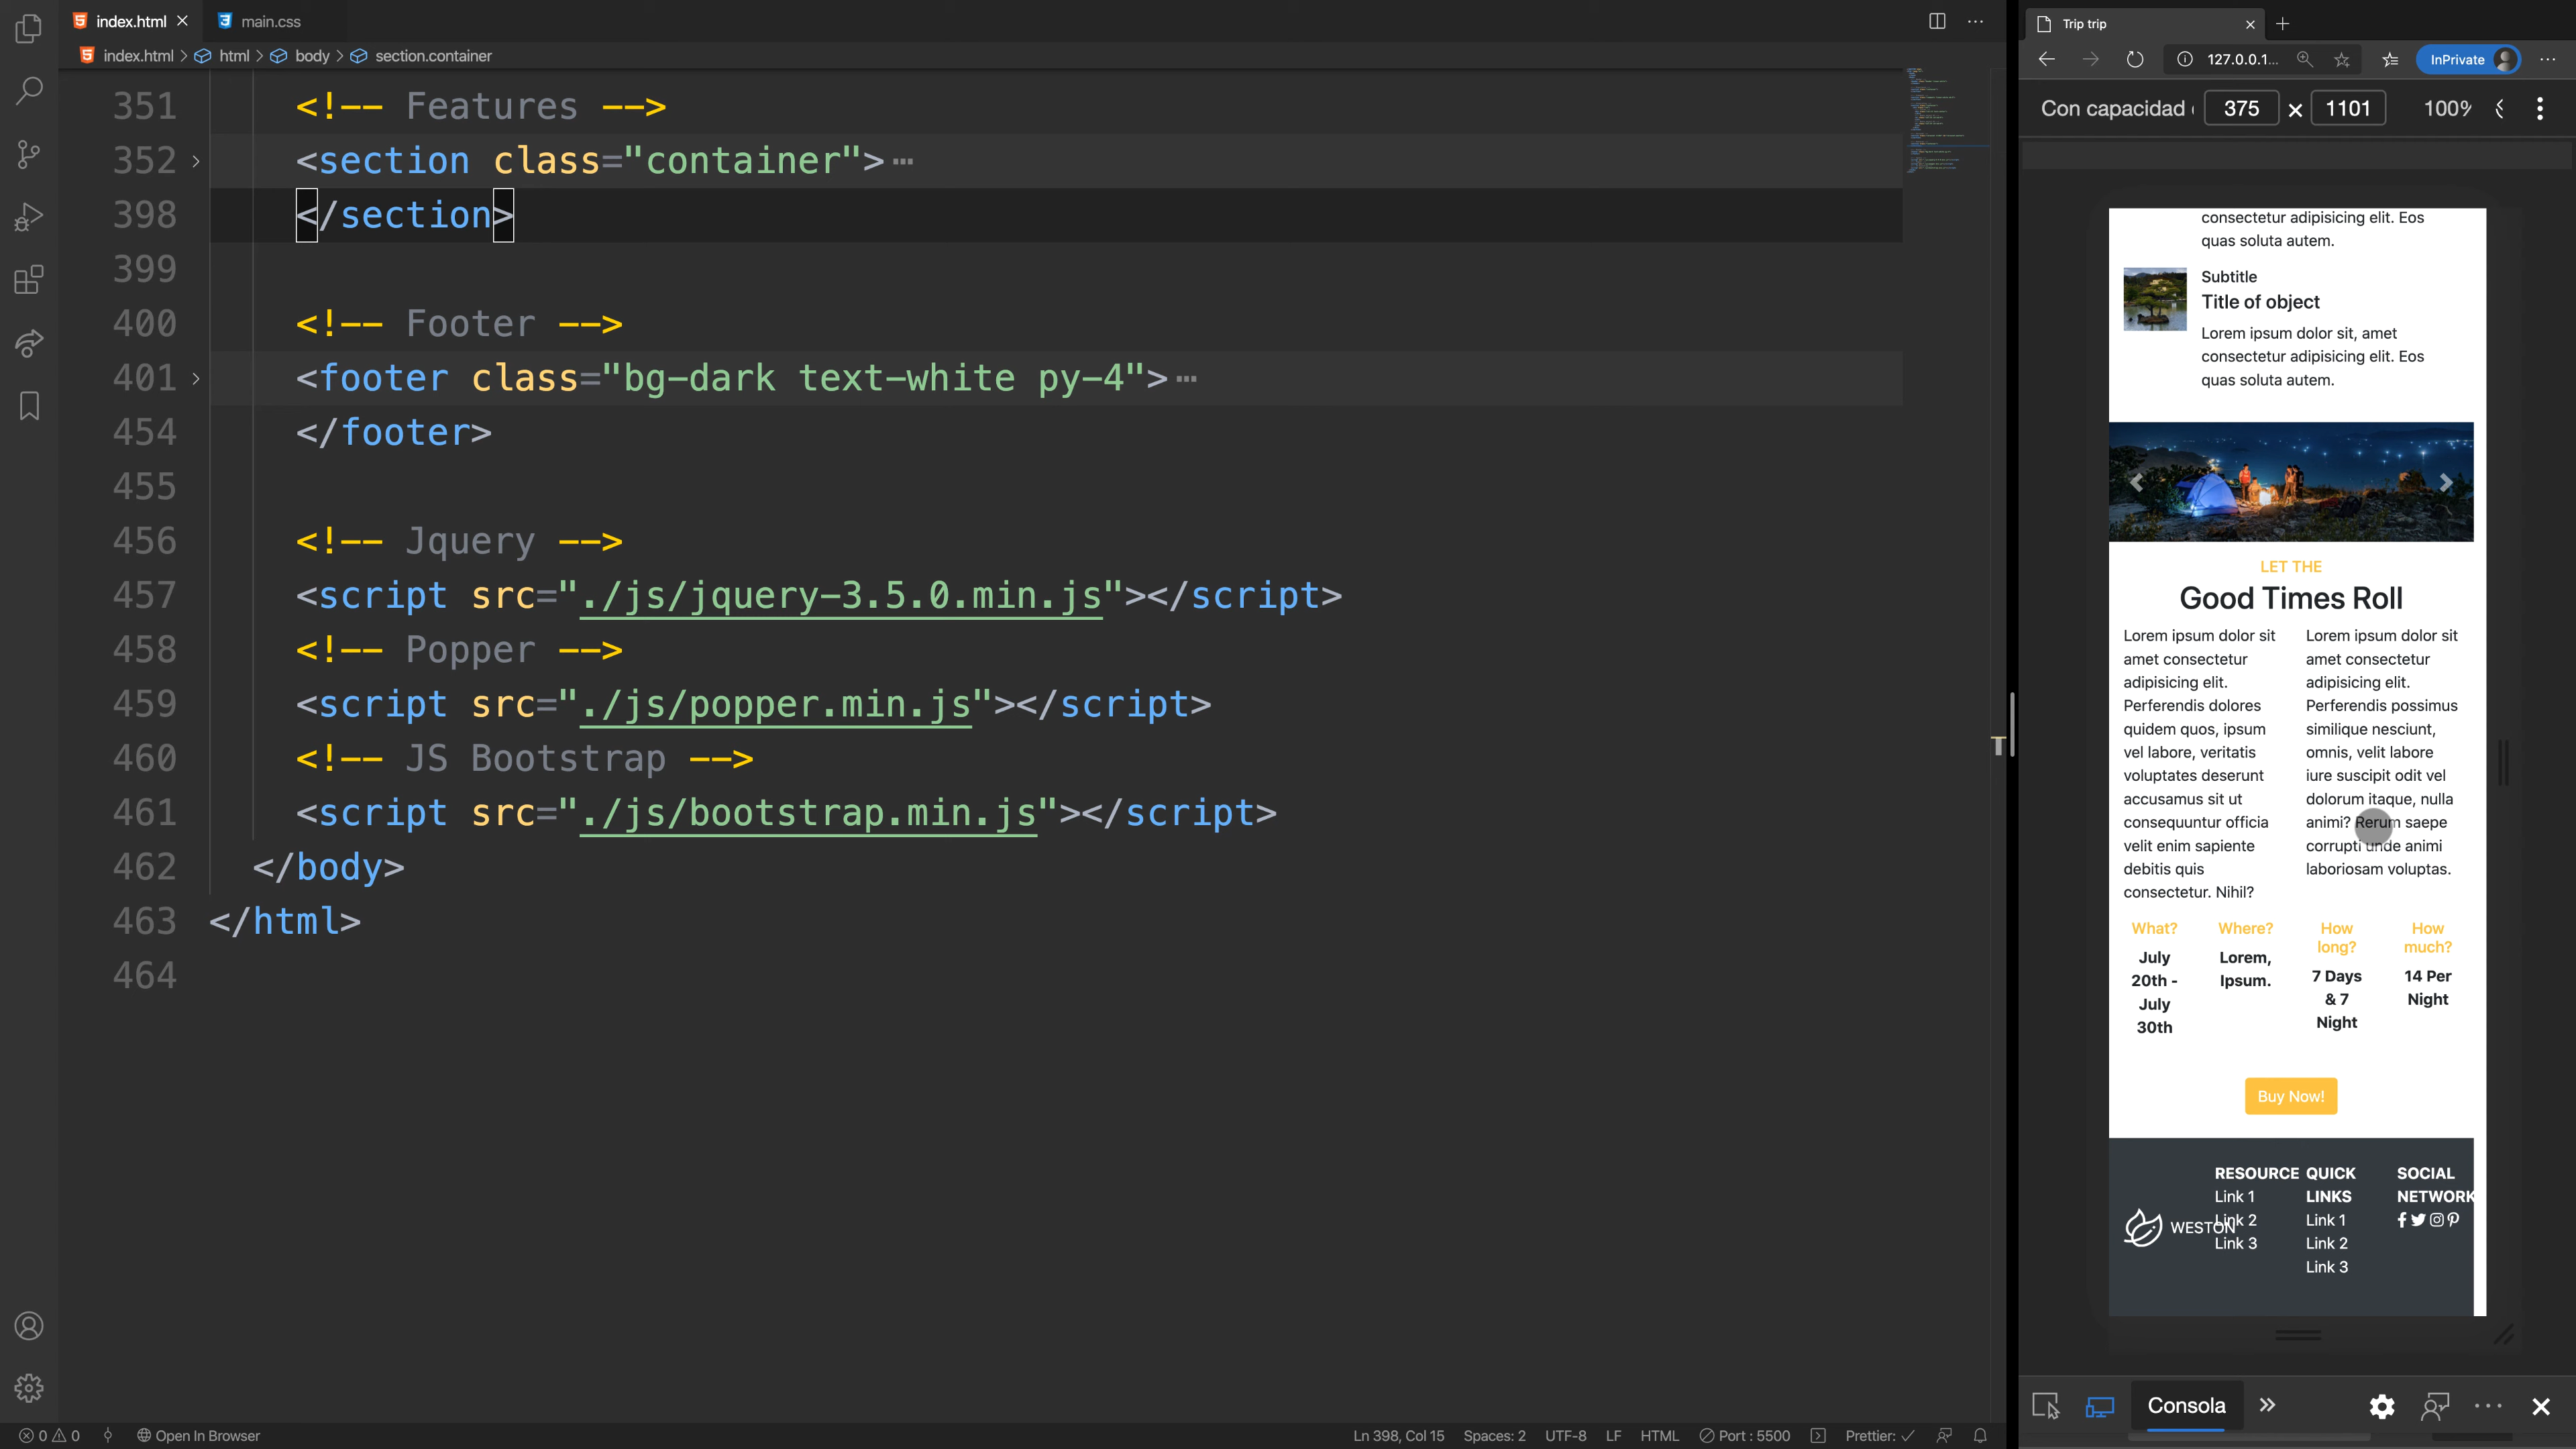 index.html
main.css
index.html > html > body > section.container
351 <!-- Features -->
352 <section class="container">
398 </section>
399
400 <!-- Footer -->
401 <footer class="bg-dark text-white py-4">
454 </footer>
455
456 <!-- Jquery -->
457 <script src="./js/jquery-3.5.0.min.js"></script>
458 <!-- Popper -->
459 <script src="./js/popper.min.js"></script>
460 <!-- JS Bootstrap -->
461 <script src="./js/bootstrap.min.js"></script>
462 </body>
463 </html>
464
0 0 Open In Browser
Ln 398, Col 15 Spaces: 2 UTF-8 LF HTML Port : 5500 Prettier: ✓
Trip trip
127.0.0.1... InPrivate
Con capacidad 375 × 1101 100%
consectetur adipisicing elit. Eos
quas soluta autem.
Subtitle
Title of object
Lorem ipsum dolor sit, amet
consectetur adipisicing elit. Eos
quas soluta autem.
LET THE
Good Times Roll
Lorem ipsum dolor sit
amet consectetur
adipisicing elit.
Perferendis dolores
quidem quos, ipsum
vel labore, veritatis
voluptates deserunt
accusamus sit ut
consequuntur officia
velit enim sapiente
debitis quis
consectetur. Nihil?
Lorem ipsum dolor sit
amet consectetur
adipisicing elit.
Perferendis possimus
similique nesciunt,
omnis, velit labore
iure suscipit odit vel
dolorum itaque, nulla
animi? Rerum saepe
corrupti unde animi
laboriosam voluptas.
What?
July
20th -
July
30th
Where?
Lorem,
Ipsum.
How
long?
7 Days
& 7
Night
How
much?
14 Per
Night
Buy Now!
WESTON
RESOURCE
Link 1
Link 2
Link 3
QUICK
LINKS
Link 1
Link 2
Link 3
SOCIAL
NETWORK
Consola